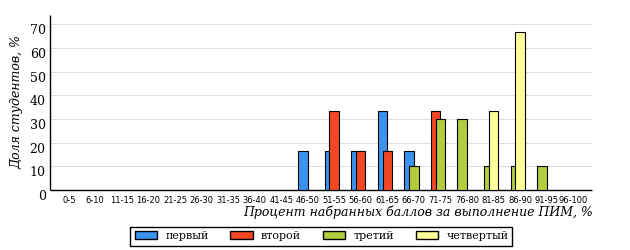 Доля студентов, %
70
60
50
40
30
20
10
0
0-5 6-10 11-15 16-20 21-25 26-30 31-35 36-40 41-45 46-50 51-55 56-60 61-65 66-70 71-75 76-80 81-85 86-90 91-95 96-100
Процент набранных баллов за выполнение ПИМ, %
первый второй третий четвертый